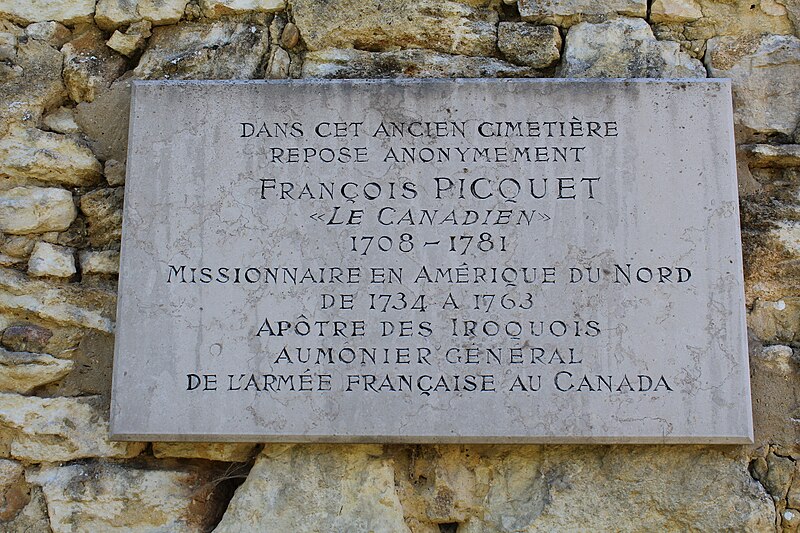 DANS CET ANCIEN CIMETIÈRE
REPOSE ANONYMEMENT
FRANÇOIS PICQUET
«LE CANADIEN»
1708 – 1781
MISSIONNAIRE EN AMÉRIQUE DU NORD
DE 1734 A 1763
APÔTRE DES IROQUOIS
AUMONIER GÉNÉRAL
DE L'ARMÉE FRANÇAISE AU CANADA